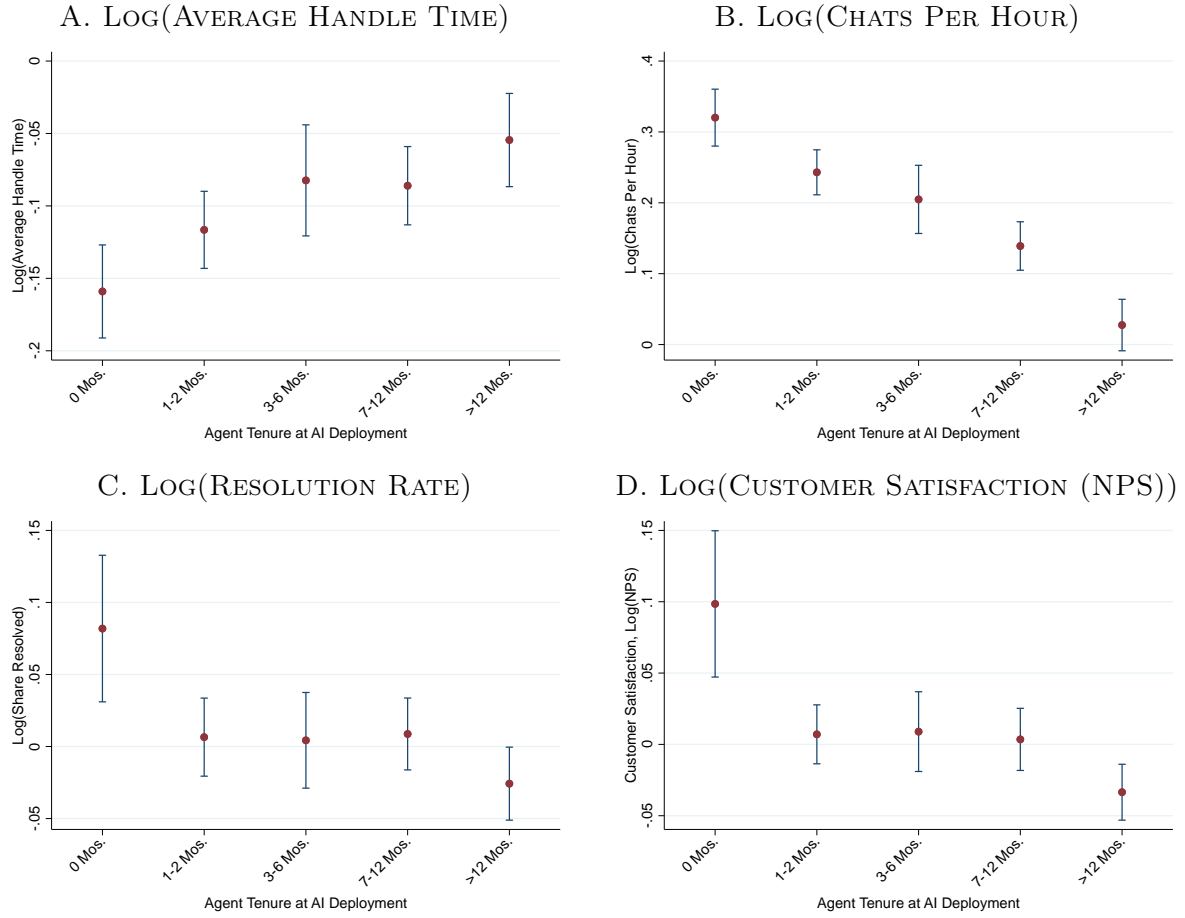 A. LOG(AVERAGE HANDLE TIME)
Log(Average Handle Time)
0
-.05
-.1
-.15
-.2
0 Mos.
1-2 Mos.
3-6 Mos.
7-12 Mos.
>12 Mos.
Agent Tenure at AI Deployment
B. LOG(CHATS PER HOUR)
Log(Chats Per Hour)
.4
.3
.2
.1
0
0 Mos.
1-2 Mos.
3-6 Mos.
7-12 Mos.
>12 Mos.
Agent Tenure at AI Deployment
C. LOG(RESOLUTION RATE)
Log(Share Resolved)
.15
.1
.05
0
-.05
0 Mos.
1-2 Mos.
3-6 Mos.
7-12 Mos.
>12 Mos.
Agent Tenure at AI Deployment
D. LOG(CUSTOMER SATISFACTION (NPS))
Customer Satisfaction, Log(NPS)
.15
.1
.05
0
-.05
0 Mos.
1-2 Mos.
3-6 Mos.
7-12 Mos.
>12 Mos.
Agent Tenure at AI Deployment